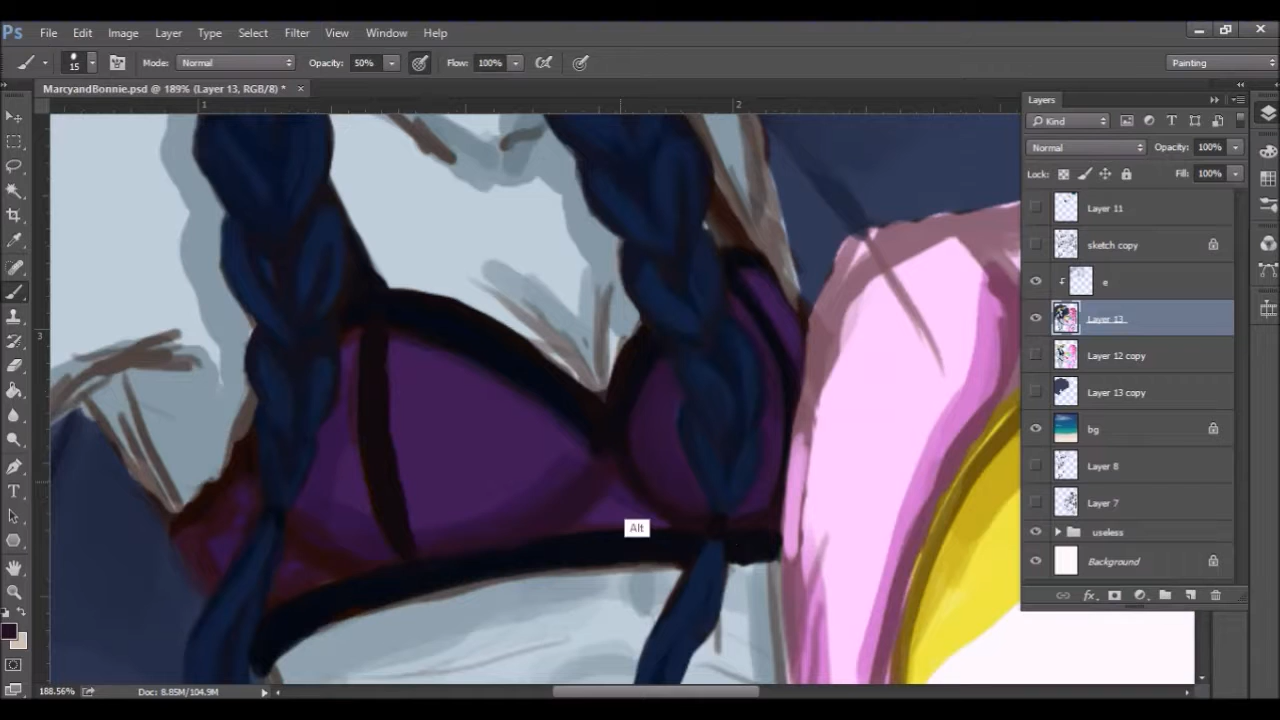 Ps File Edit Image Layer Type Select Filter View Window Help
15 Mode: Normal Opacity: 50% Flow: 100% Painting
MarcyandBonnie.psd @ 189% (Layer 13, RGB/8) * ×
1 2
3
Layers
Kind
Normal Opacity: 100%
Lock: Fill: 100%
Layer 11
sketch copy
e
Layer 13
Layer 12 copy
Layer 13 copy
bg
Layer 8
Layer 7
useless
Background
fx
Alt
188.56% Doc: 8.85M/104.9M